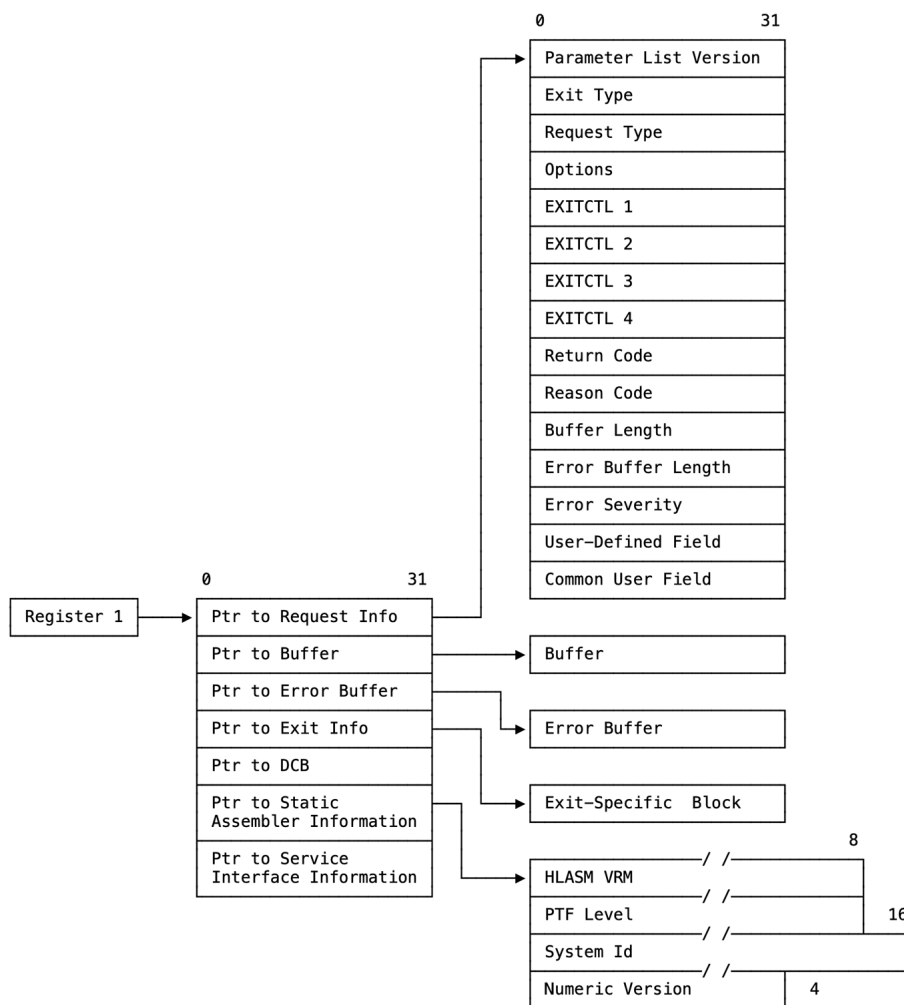 0 31
Parameter List Version
Exit Type
Request Type
Options
EXITCTL 1
EXITCTL 2
EXITCTL 3
EXITCTL 4
Return Code
Reason Code
Buffer Length
Error Buffer Length
Error Severity
User-Defined Field
Common User Field
0 31
Register 1
Ptr to Request Info
Ptr to Buffer
Ptr to Error Buffer
Ptr to Exit Info
Ptr to DCB
Ptr to Static
Assembler Information
Ptr to Service
Interface Information
Buffer
Error Buffer
Exit-Specific Block
8
HLASM VRM
PTF Level
16
System Id
Numeric Version
4